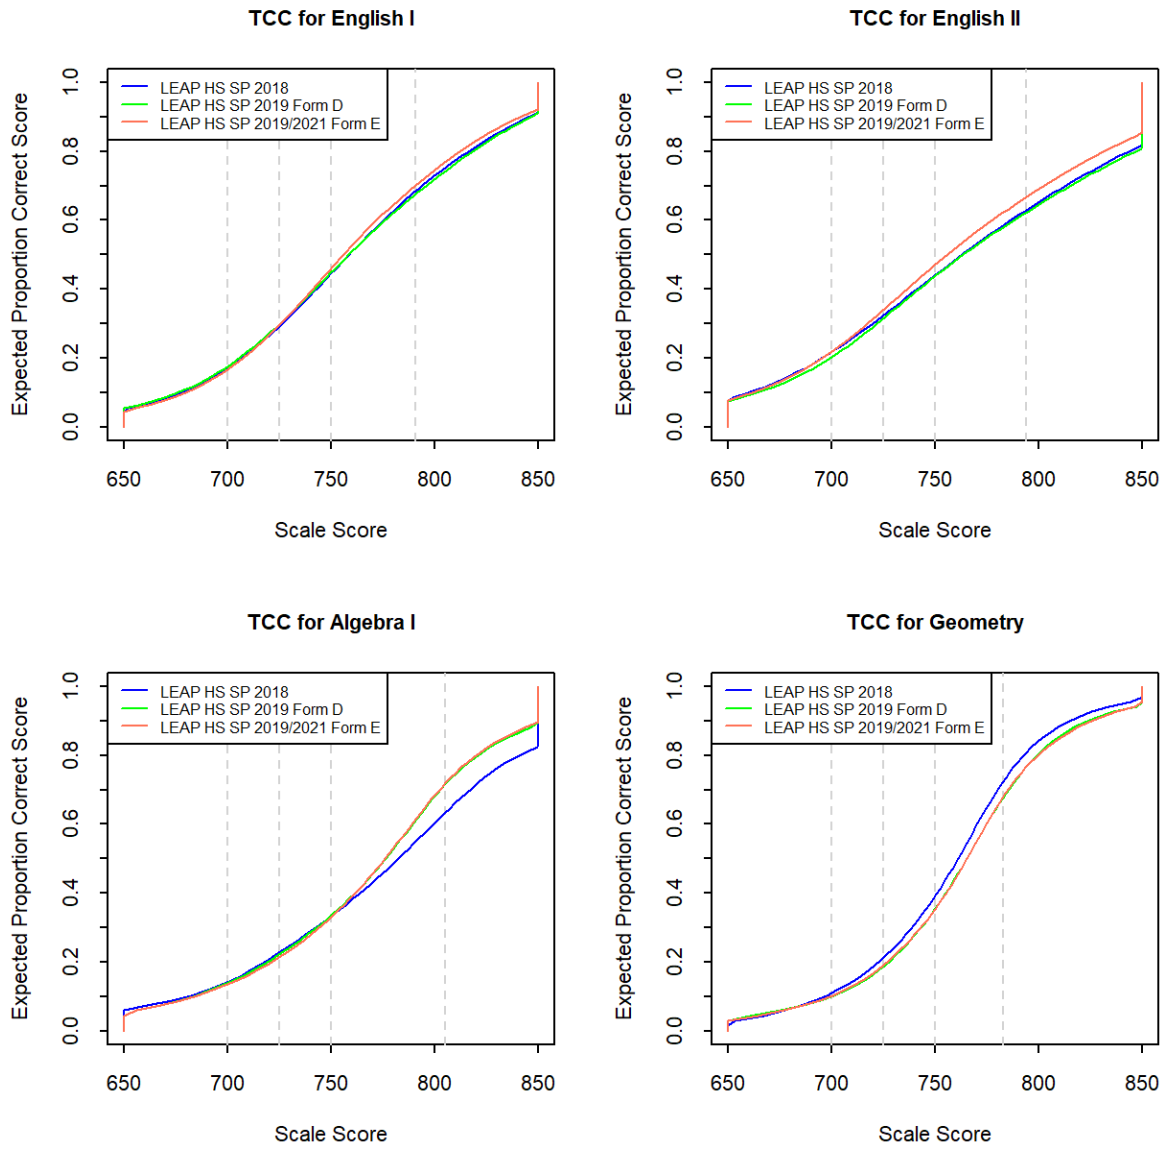 TCC for English I
LEAP HS SP 2018
LEAP HS SP 2019 Form D
LEAP HS SP 2019/2021 Form E
Expected Proportion Correct Score
1.0
0.8
0.6
0.4
0.2
0.0
650 700 750 800 850
Scale Score
TCC for English II
LEAP HS SP 2018
LEAP HS SP 2019 Form D
LEAP HS SP 2019/2021 Form E
Expected Proportion Correct Score
1.0
0.8
0.6
0.4
0.2
0.0
650 700 750 800 850
Scale Score
TCC for Algebra I
LEAP HS SP 2018
LEAP HS SP 2019 Form D
LEAP HS SP 2019/2021 Form E
Expected Proportion Correct Score
1.0
0.8
0.6
0.4
0.2
0.0
650 700 750 800 850
Scale Score
TCC for Geometry
LEAP HS SP 2018
LEAP HS SP 2019 Form D
LEAP HS SP 2019/2021 Form E
Expected Proportion Correct Score
1.0
0.8
0.6
0.4
0.2
0.0
650 700 750 800 850
Scale Score